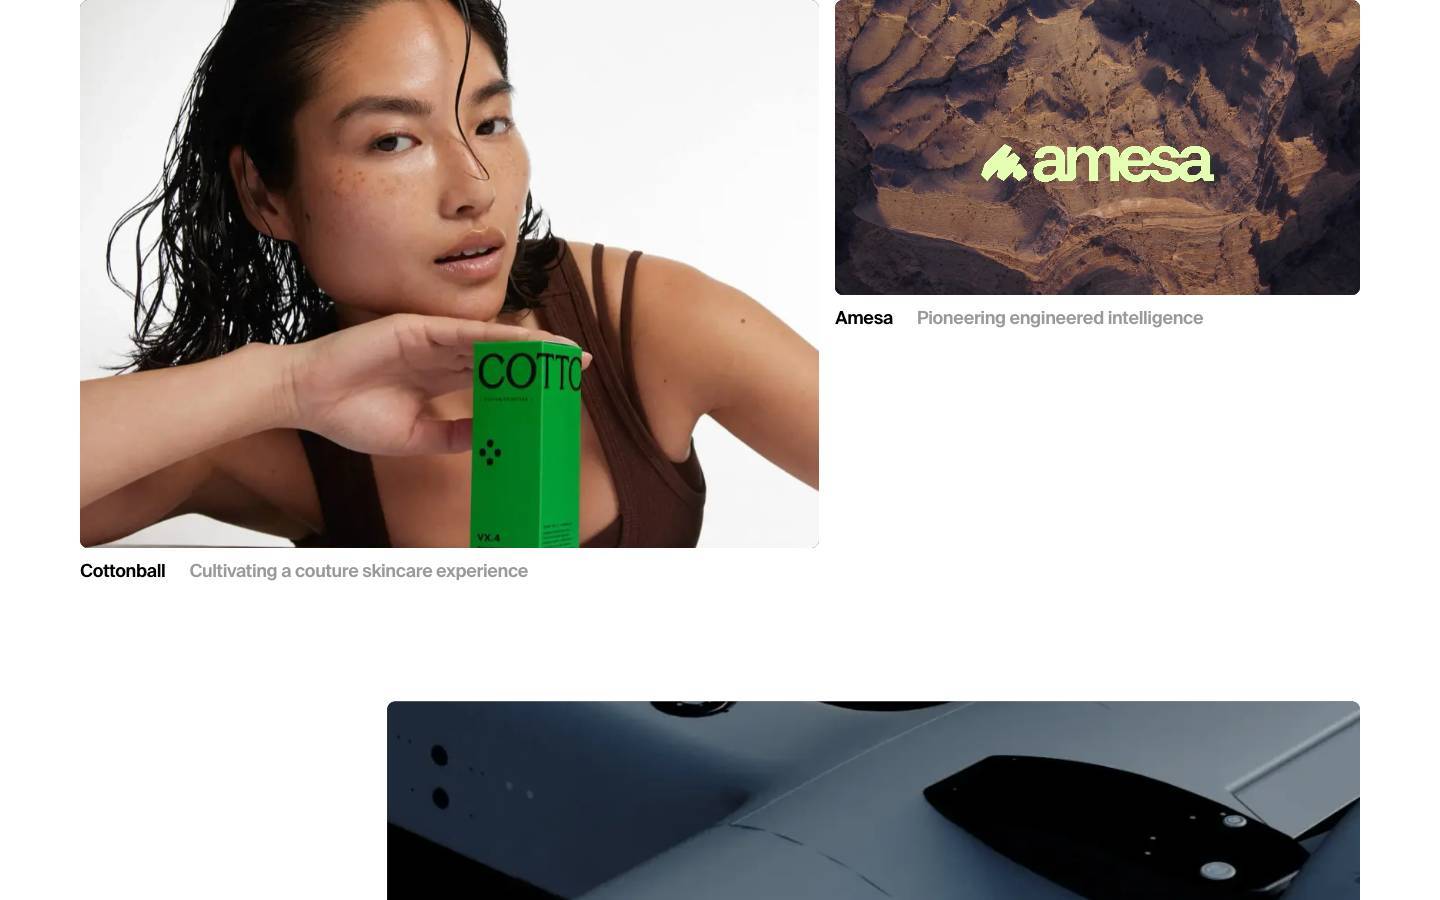 amesa
Amesa Pioneering engineered intelligence
COTTO
VX.4
Cottonball Cultivating a couture skincare experience